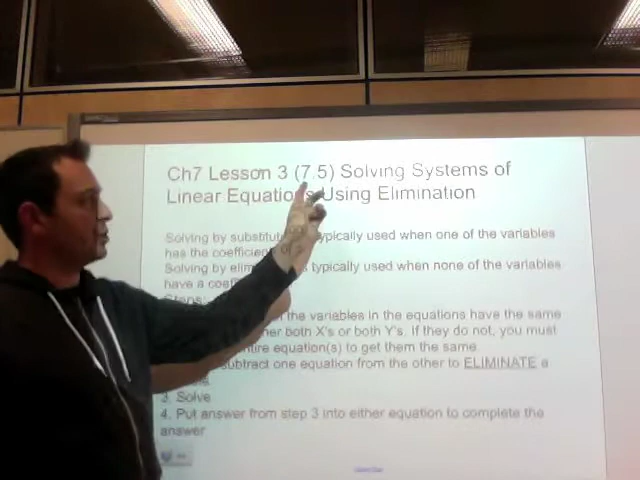 Ch7 Lesson 3 (7.5) Solving Systems of
Linear Equations Using Elimination
Solving by substitut typically used when one of the variables
has the coefficien
Solving by elim s typically used when none of the variables
have a coef
Steps:
the variables in the equations have the same
her both X's or both Y's. If they do not, you must
entire equation(s) to get them the same.
subtract one equation from the other to ELIMINATE a
3. Solve
4. Put answer from step 3 into either equation to complete the
answer